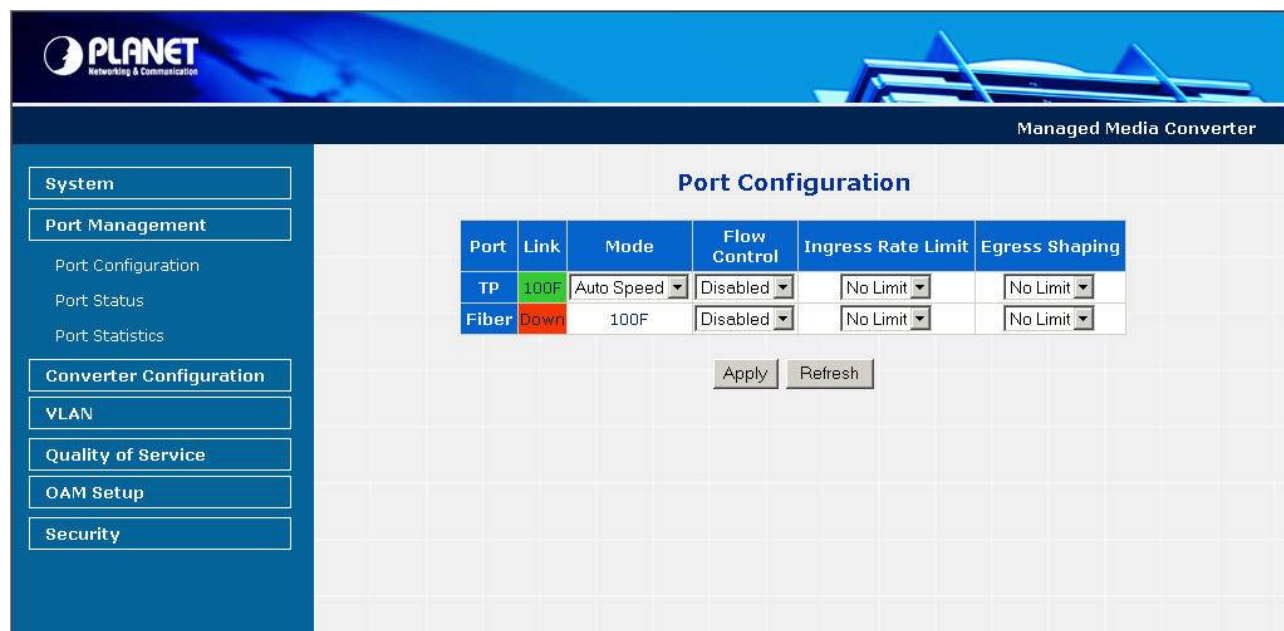 PLANET
Networking & Communication
Managed Media Converter
System
Port Management
Port Configuration
Port Status
Port Statistics
Converter Configuration
VLAN
Quality of Service
OAM Setup
Security
Port Configuration
Port Link Mode Flow Control Ingress Rate Limit Egress Shaping
TP 100F Auto Speed Disabled No Limit No Limit
Fiber Down 100F Disabled No Limit No Limit
Apply Refresh